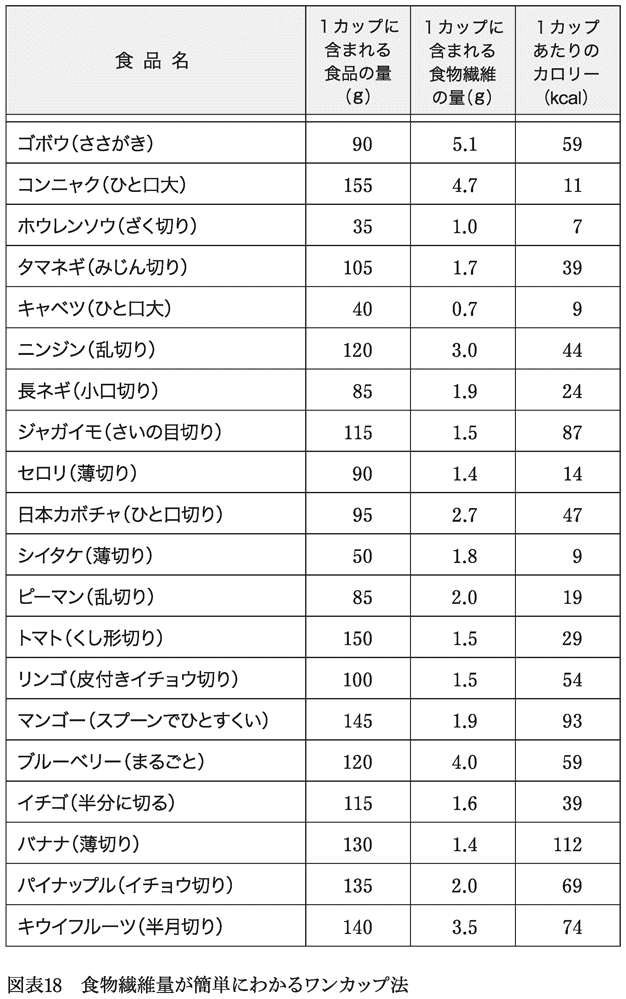 食品名
1カップに
含まれる
食品の量
(g)
1カップに
含まれる
食物繊維
の量(g)
1カップ
あたりの
カロリー
(kcal)
ゴボウ(ささがき) 90 5.1 59
コンニャク(ひと口大) 155 4.7 11
ホウレンソウ(ざく切り) 35 1.0 7
タマネギ(みじん切り) 105 1.7 39
キャベツ(ひと口大) 40 0.7 9
ニンジン(乱切り) 120 3.0 44
長ネギ(小口切り) 85 1.9 24
ジャガイモ(さいの目切り) 115 1.5 87
セロリ(薄切り) 90 1.4 14
日本カボチャ(ひと口切り) 95 2.7 47
シイタケ(薄切り) 50 1.8 9
ピーマン(乱切り) 85 2.0 19
トマト(くし形切り) 150 1.5 29
リンゴ(皮付きイチョウ切り) 100 1.5 54
マンゴー(スプーンでひとすくい) 145 1.9 93
ブルーベリー(まるごと) 120 4.0 59
イチゴ(半分に切る) 115 1.6 39
バナナ(薄切り) 130 1.4 112
パイナップル(イチョウ切り) 135 2.0 69
キウイフルーツ(半月切り) 140 3.5 74
図表18 食物繊維量が簡単にわかるワンカップ法